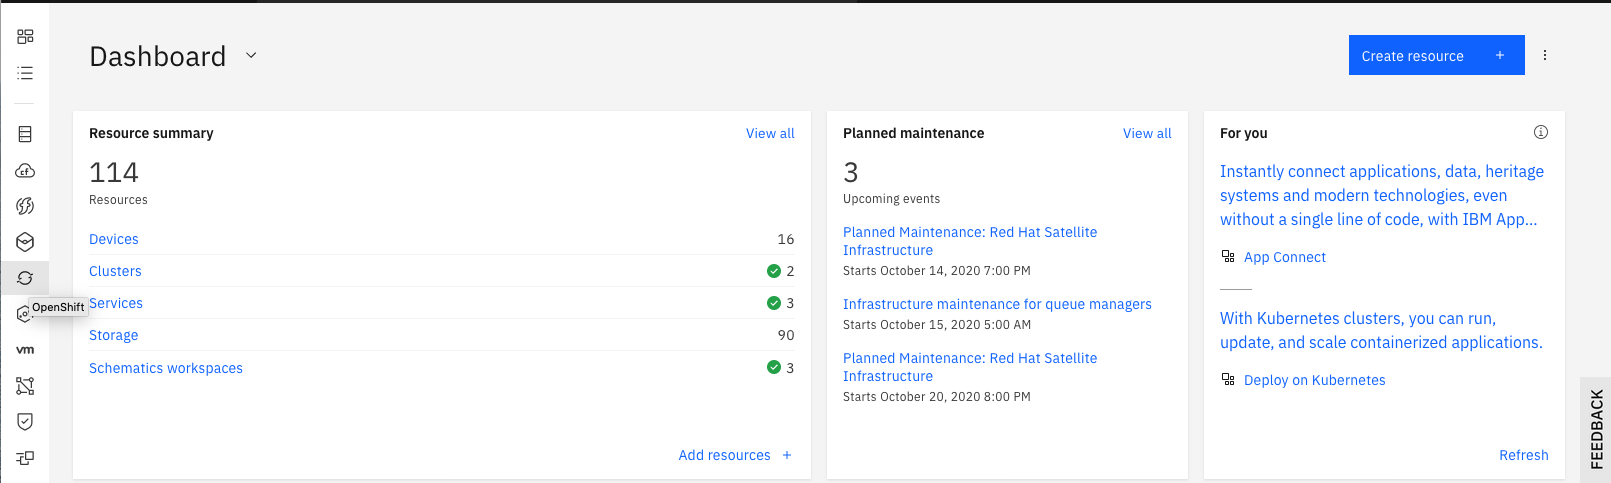 Dashboard
Create resource +
Resource summary
View all
114
Resources
Devices 16
Clusters 2
Services 3
Storage 90
Schematics workspaces 3
Add resources +
Planned maintenance
View all
3
Upcoming events
Planned Maintenance: Red Hat Satellite
Infrastructure
Starts October 14, 2020 7:00 PM
Infrastructure maintenance for queue managers
Starts October 15, 2020 5:00 AM
Planned Maintenance: Red Hat Satellite
Infrastructure
Starts October 20, 2020 8:00 PM
For you
Instantly connect applications, data, heritage
systems and modern technologies, even
without a single line of code, with IBM App...
App Connect
With Kubernetes clusters, you can run,
update, and scale containerized applications.
Deploy on Kubernetes
Refresh
FEEDBACK
cf
OpenShift
vm